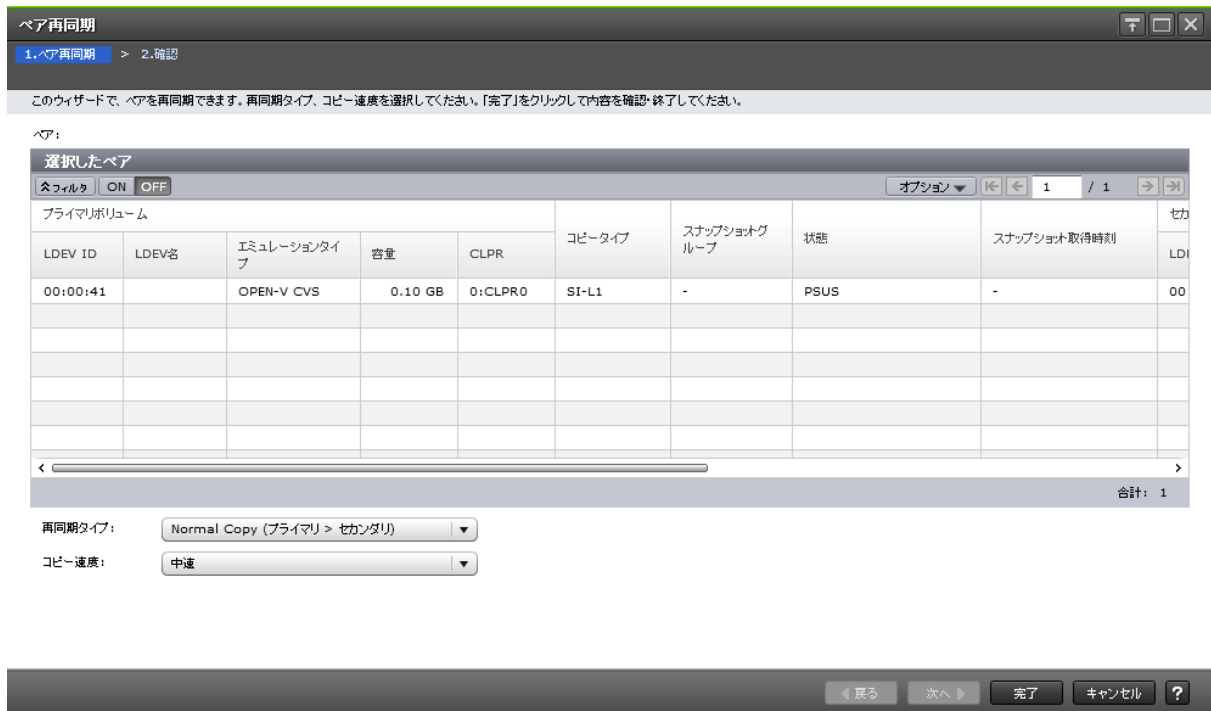 ペア再同期
1.ペア再同期 > 2.確認
このウィザードで、ペアを再同期できます。再同期タイプ、コピー速度を選択してください。「完了」をクリックして内容を確認・終了してください。
ペア:
選択したペア
フィルタ ON OFF オプション 1 / 1
プライマリボリューム コピータイプ スナップショットグループ 状態 スナップショット取得時刻 セカ
LDEV ID LDEV名 エミュレーションタイプ 容量 CLPR LDI
00:00:41 OPEN-V CVS 0.10 GB 0:CLPR0 SI-L1 - PSUS - 00
合計: 1
再同期タイプ: Normal Copy (プライマリ > セカンダリ)
コピー速度: 中速
戻る 次へ 完了 キャンセル ?